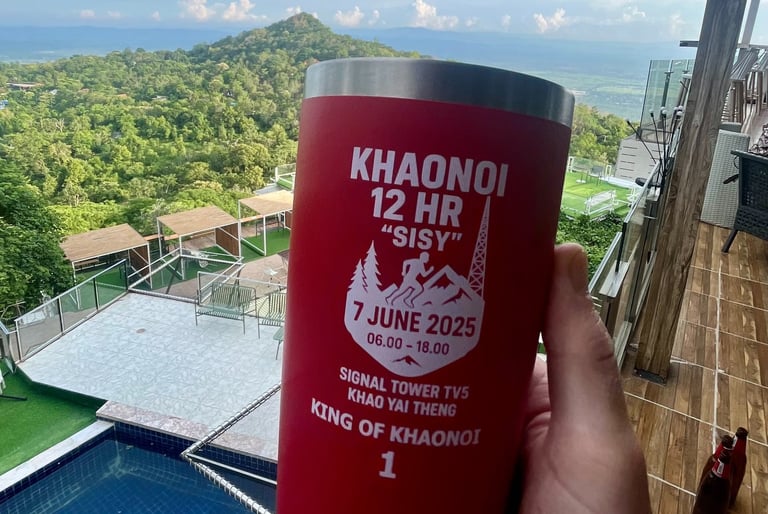 KHAONOI
12 HR
"SISY"
7 JUNE 2025
06.00 - 18.00
SIGNAL TOWER TV5
KHAO YAI THENG
KING OF KHAONOI
1